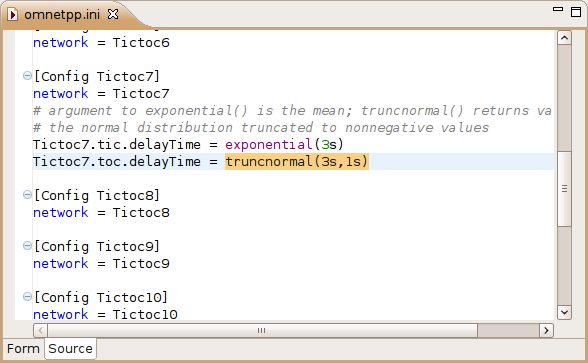 omnetpp.ini
network = Tictoc6
[Config Tictoc7]
network = Tictoc7
# argument to exponential() is the mean; truncnormal() returns va
# the normal distribution truncated to nonnegative values
Tictoc7.tic.delayTime = exponential(3s)
Tictoc7.toc.delayTime = truncnormal(3s,1s)
[Config Tictoc8]
network = Tictoc8
[Config Tictoc9]
network = Tictoc9
[Config Tictoc10]
network = Tictoc10
Form Source